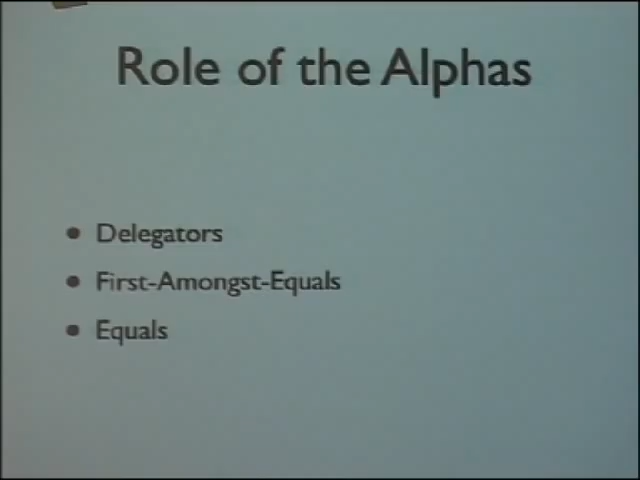 Role of the Alphas
Delegators
First-Amongst-Equals
Equals